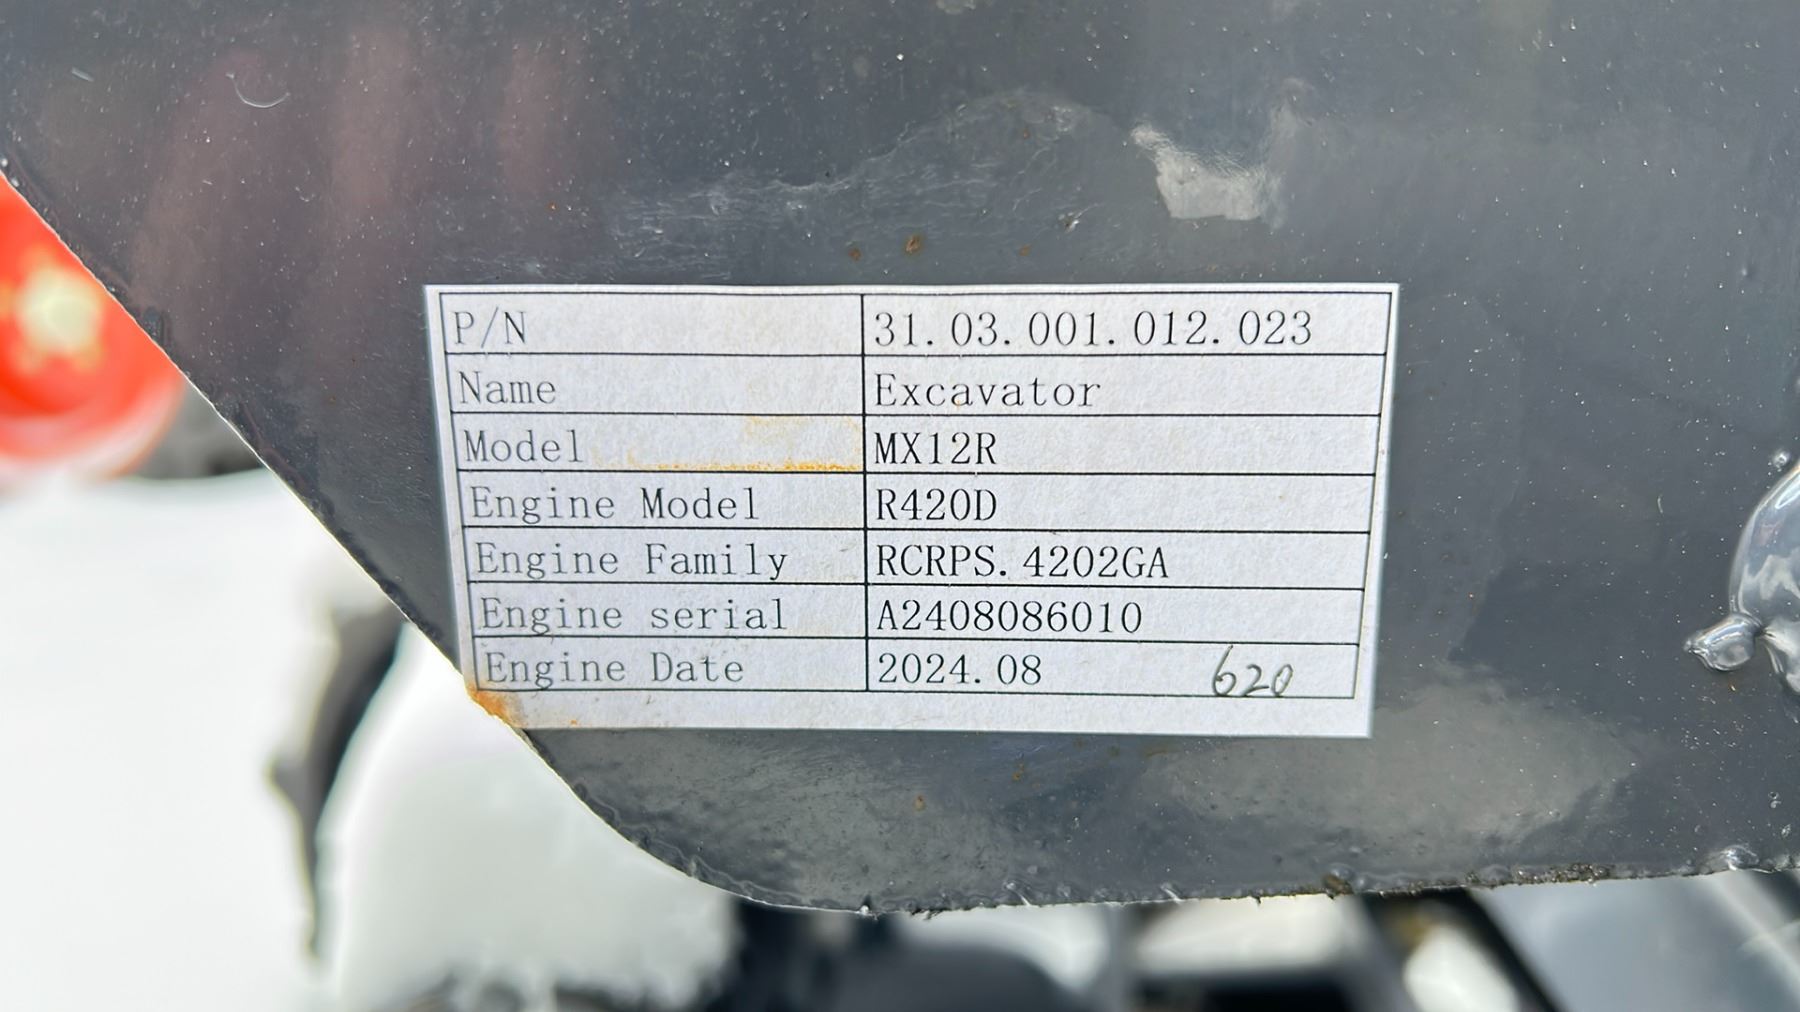 P/N 31.03.001.012.023
Name Excavator
Model MX12R
Engine Model R420D
Engine Family RCRPS.4202GA
Engine serial A2408086010
Engine Date 2024.08 620